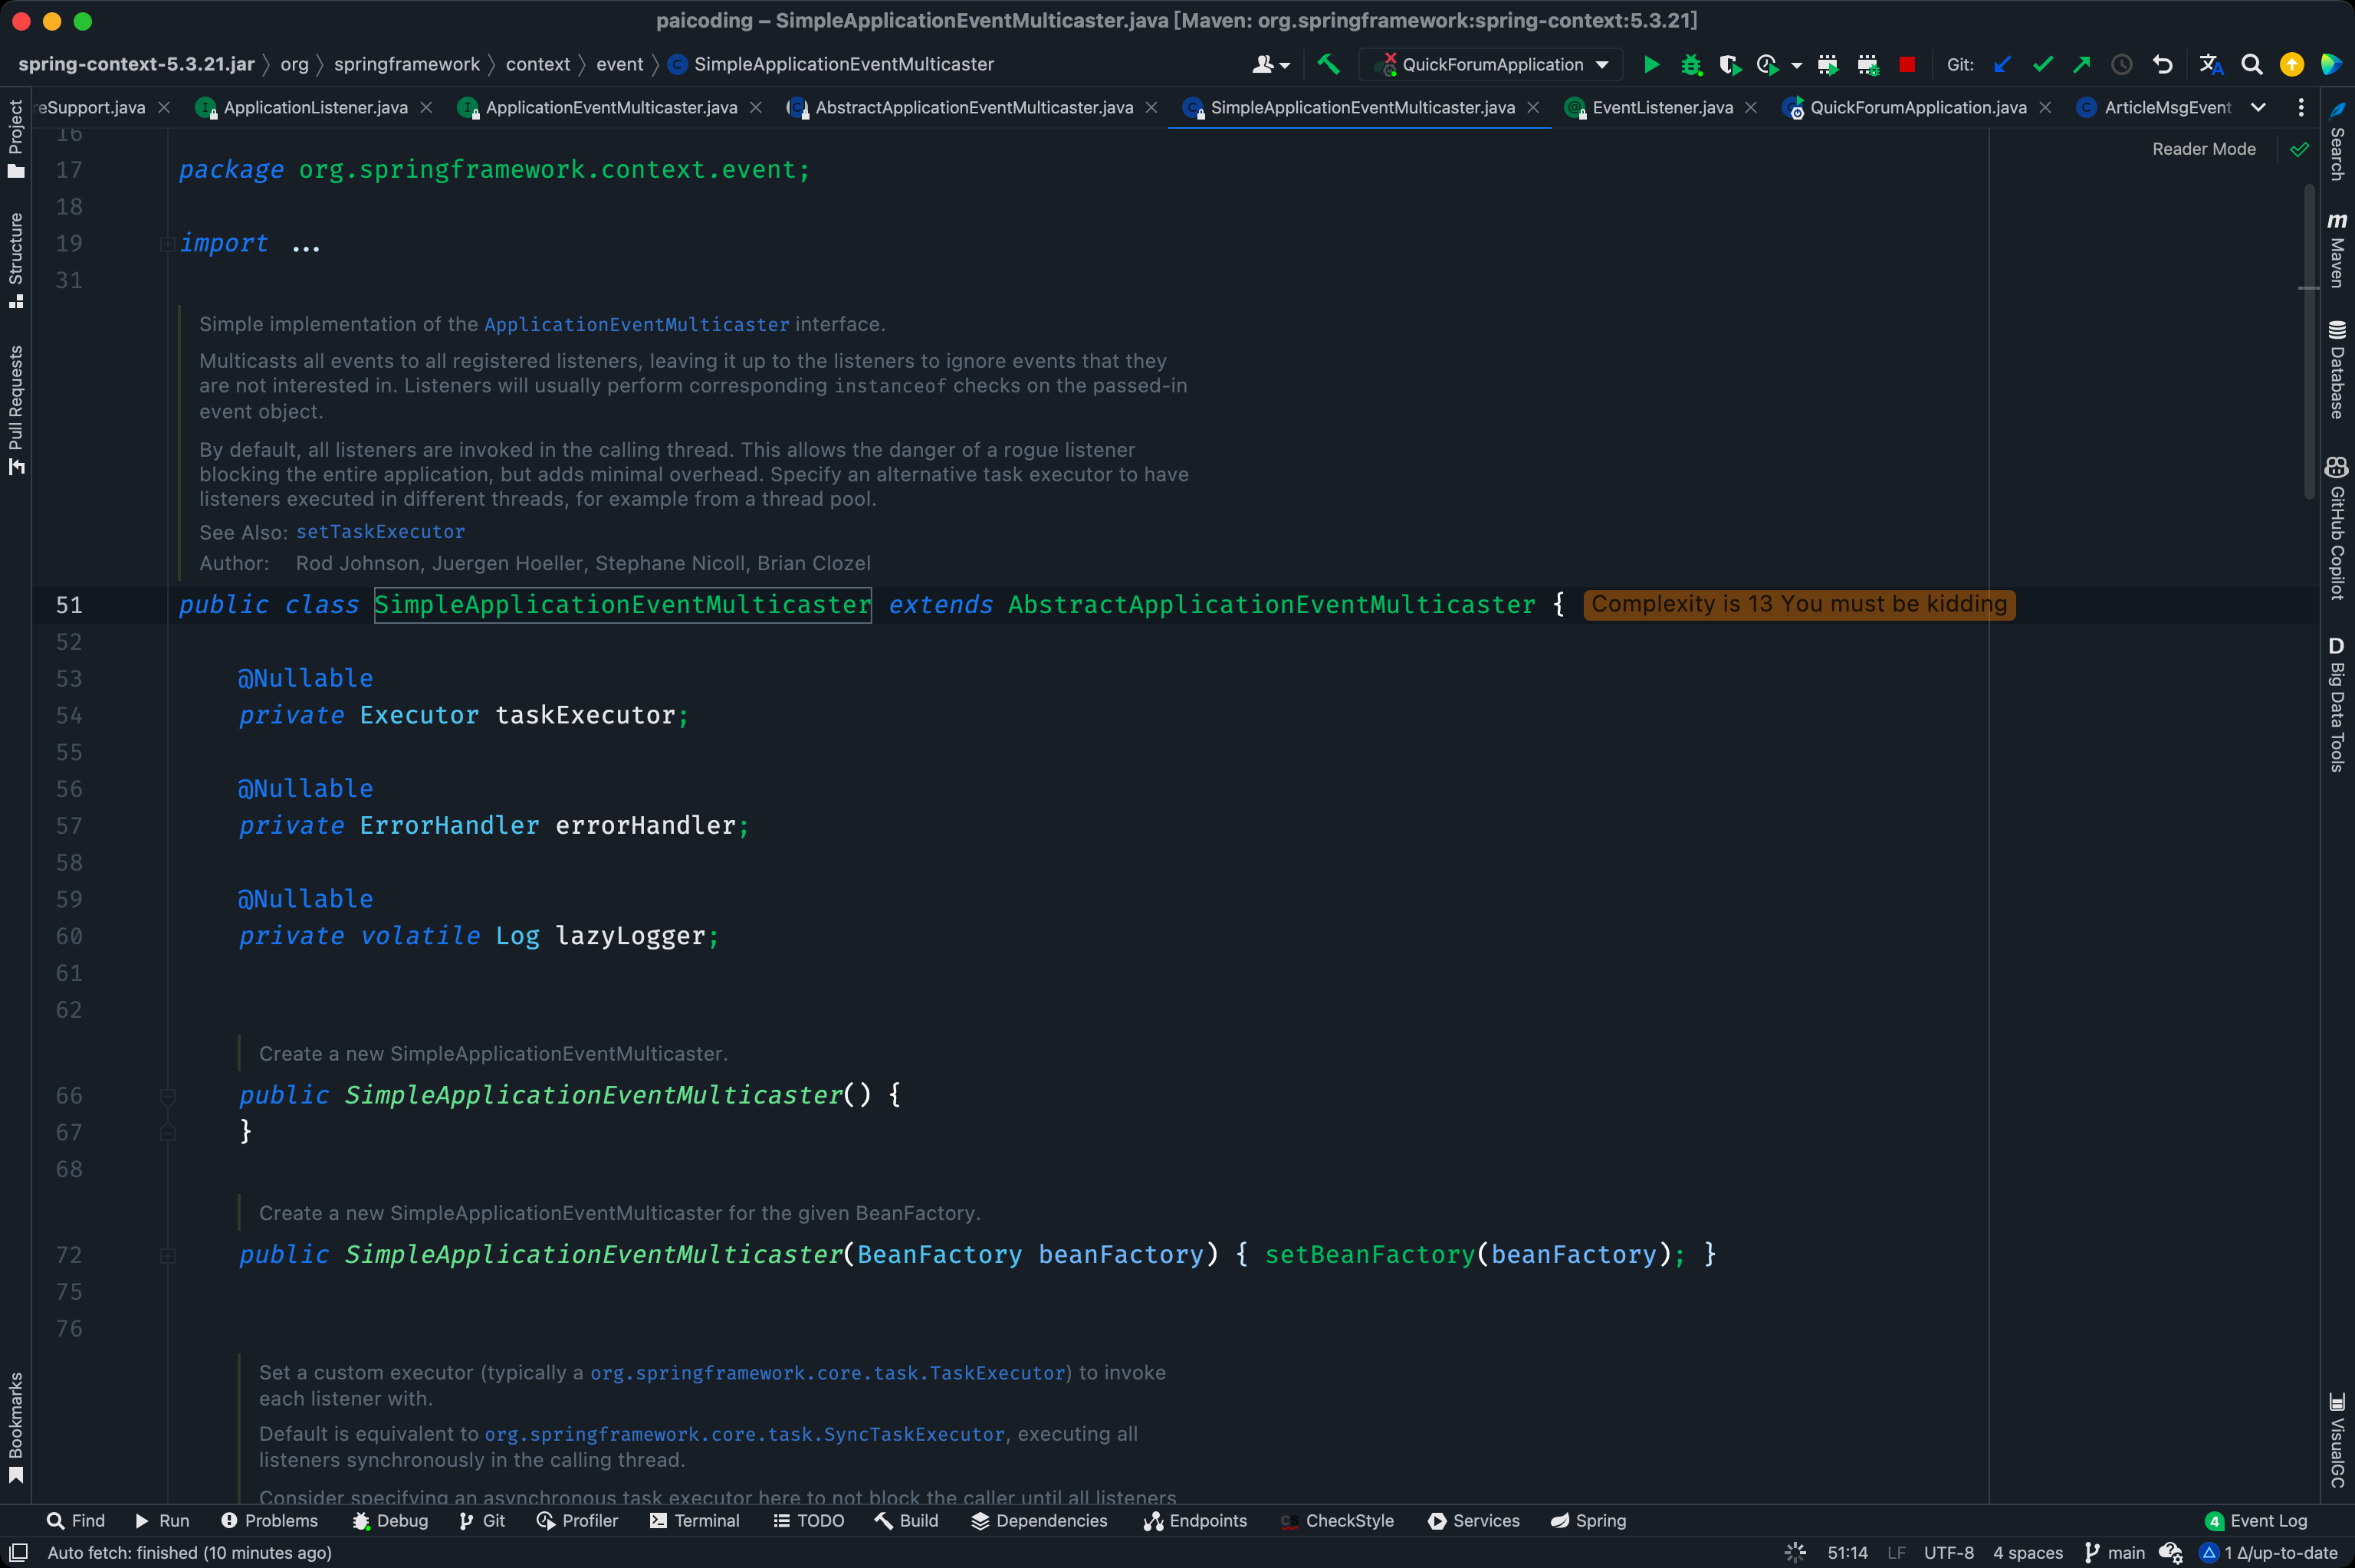 paicoding – SimpleApplicationEventMulticaster.java [Maven: org.springframework:spring-context:5.3.21]
spring-context-5.3.21.jar org springframework context event C SimpleApplicationEventMulticaster QuickForumApplication Git:
eSupport.java ApplicationListener.java ApplicationEventMulticaster.java AbstractApplicationEventMulticaster.java SimpleApplicationEventMulticaster.java EventListener.java QuickForumApplication.java ArticleMsgEvent
Project
Structure
Pull Requests
Bookmarks
Reader Mode
16
17 package org.springframework.context.event;
18
19 import ...
31
Simple implementation of the ApplicationEventMulticaster interface.
Multicasts all events to all registered listeners, leaving it up to the listeners to ignore events that they
are not interested in. Listeners will usually perform corresponding instanceof checks on the passed-in
event object.
By default, all listeners are invoked in the calling thread. This allows the danger of a rogue listener
blocking the entire application, but adds minimal overhead. Specify an alternative task executor to have
listeners executed in different threads, for example from a thread pool.
See Also: setTaskExecutor
Author: Rod Johnson, Juergen Hoeller, Stephane Nicoll, Brian Clozel
51 public class SimpleApplicationEventMulticaster extends AbstractApplicationEventMulticaster { Complexity is 13 You must be kidding
52
53 @Nullable
54 private Executor taskExecutor;
55
56 @Nullable
57 private ErrorHandler errorHandler;
58
59 @Nullable
60 private volatile Log lazyLogger;
61
62
Create a new SimpleApplicationEventMulticaster.
66 public SimpleApplicationEventMulticaster() {
67 }
68
Create a new SimpleApplicationEventMulticaster for the given BeanFactory.
72 public SimpleApplicationEventMulticaster(BeanFactory beanFactory) { setBeanFactory(beanFactory); }
75
76
Set a custom executor (typically a org.springframework.core.task.TaskExecutor) to invoke
each listener with.
Default is equivalent to org.springframework.core.task.SyncTaskExecutor, executing all
listeners synchronously in the calling thread.
Consider specifying an asynchronous task executor here to not block the caller until all listeners
Search
m Maven
Database
GitHub Copilot
D Big Data Tools
VisualGC
Find Run Problems Debug Git Profiler Terminal TODO Build Dependencies Endpoints CS CheckStyle Services Spring 4 Event Log
Auto fetch: finished (10 minutes ago) 51:14 LF UTF-8 4 spaces main 1 Δ/up-to-date